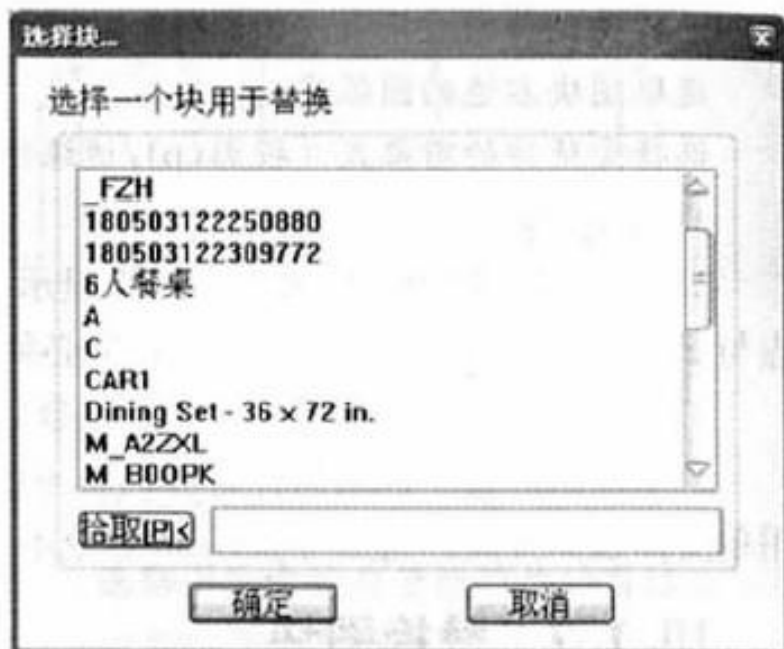 选择块...
选择一个块用于替换
_FZH
180503122250880
180503122309772
6人餐桌
A
C
CAR1
Dining Set - 36 x 72 in.
M_A2ZXL
M_B00PK
拾取(P)<
确定 取消